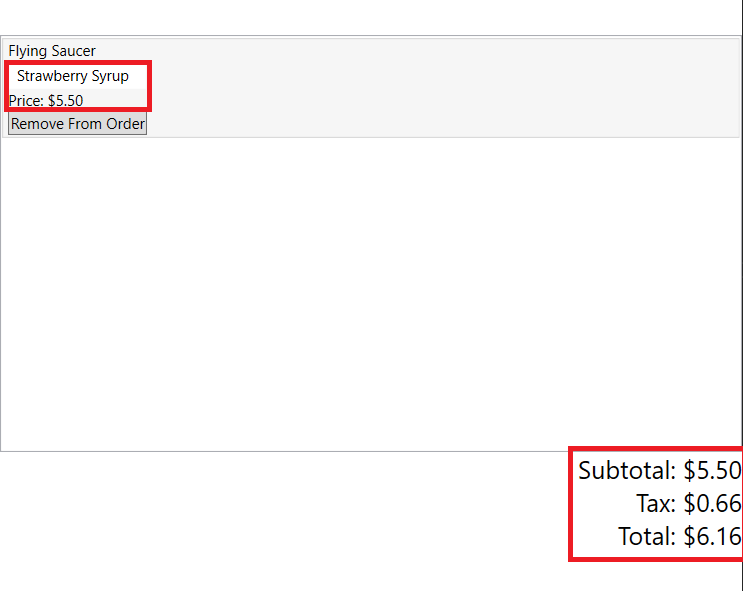 Flying Saucer
Strawberry Syrup
Price: $5.50
Remove From Order
Subtotal: $5.50
Tax: $0.66
Total: $6.16